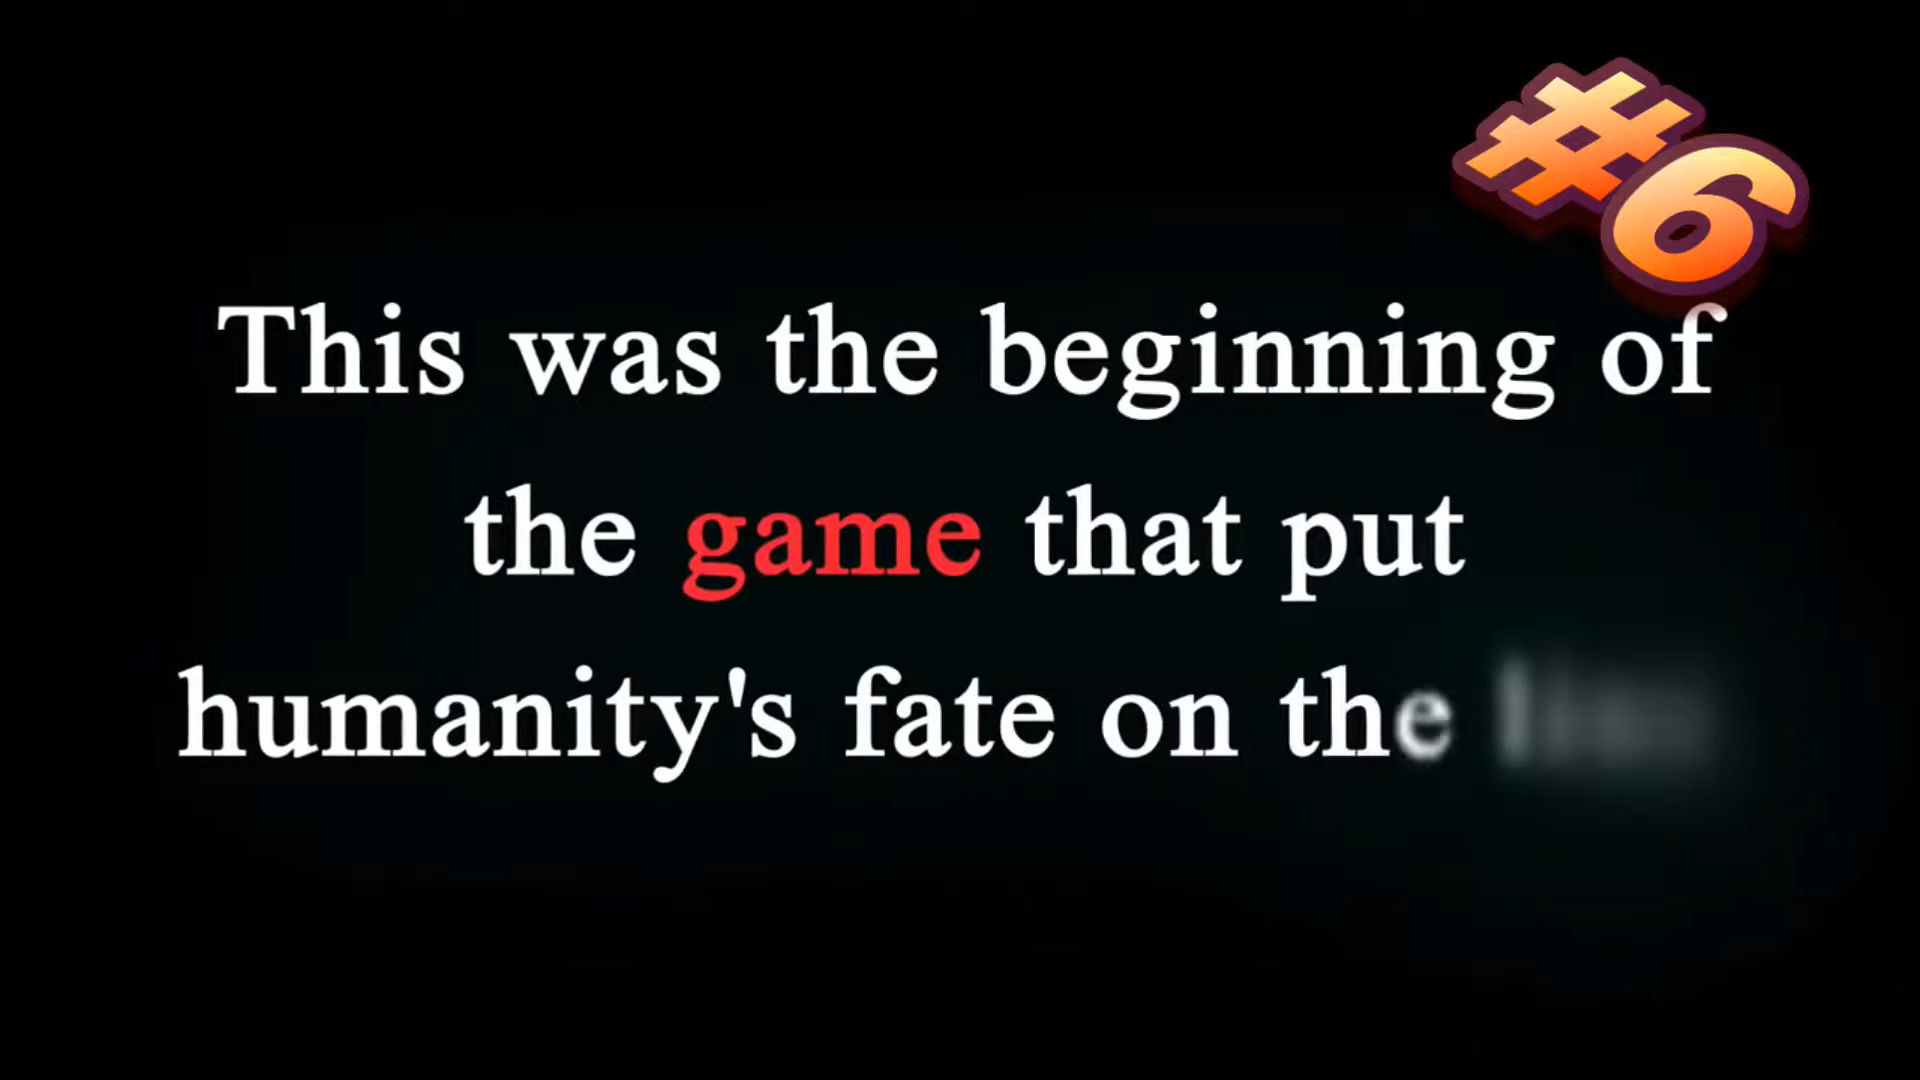 #6
This was the beginning of
the game that put
humanity's fate on the